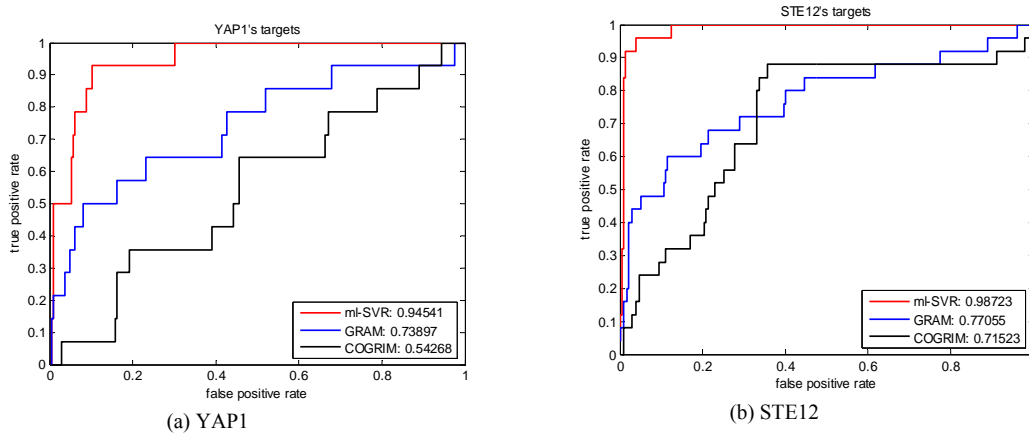 YAP1's targets
1
0.9
0.8
0.7
0.6
0.5
0.4
0.3
0.2
0.1
0
true positive rate
0 0.2 0.4 0.6 0.8 1
false positive rate
ml-SVR: 0.94541
GRAM: 0.73897
COGRIM: 0.54268
(a) YAP1
STE12's targets
1
0.9
0.8
0.7
0.6
0.5
0.4
0.3
0.2
0.1
0
true positive rate
0 0.2 0.4 0.6 0.8 1
false positive rate
ml-SVR: 0.98723
GRAM: 0.77055
COGRIM: 0.71523
(b) STE12